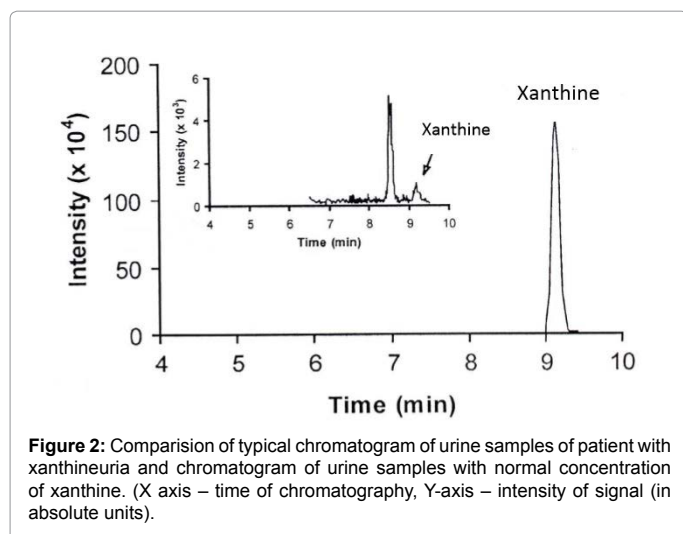 200
150
100
50
0
Intensity (x 10⁴)
4 5 6 7 8 9 10
Time (min)
Xanthine
6
4
2
0
Intensity (x 10³)
4 5 6 7 8 9 10
Time (min)
Xanthine
Figure 2: Comparision of typical chromatogram of urine samples of patient with
xanthineuria and chromatogram of urine samples with normal concentration
of xanthine. (X axis – time of chromatography, Y-axis – intensity of signal (in
absolute units).